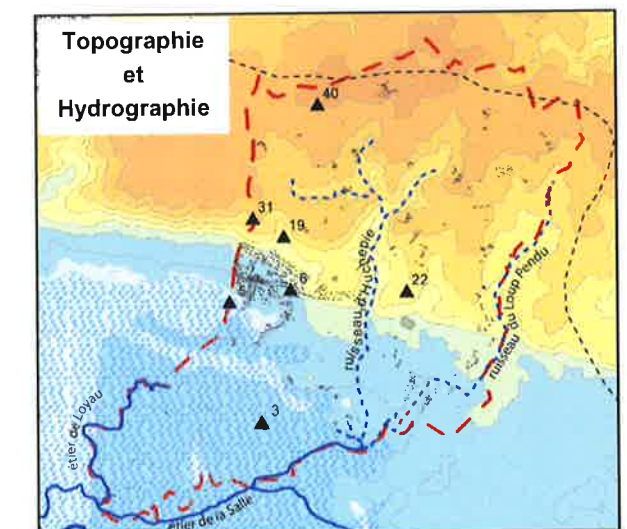 Topographie
et
Hydrographie
40
31
19
6
5
22
3
ruisseau d'Huchepie
ruisseau du Loup Pendu
étier de Loyau
étier de la Salle